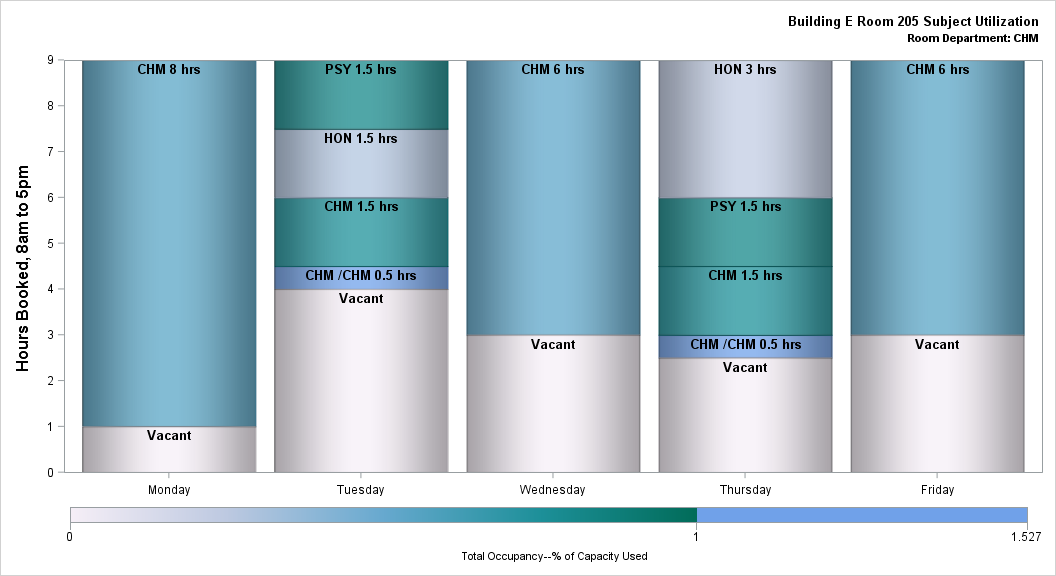 Building E Room 205 Subject Utilization
Room Department: CHM
Hours Booked, 8am to 5pm
9
8
7
6
5
4
3
2
1
0
CHM 8 hrs
Vacant
PSY 1.5 hrs
HON 1.5 hrs
CHM 1.5 hrs
CHM /CHM 0.5 hrs
Vacant
CHM 6 hrs
Vacant
HON 3 hrs
PSY 1.5 hrs
CHM 1.5 hrs
CHM /CHM 0.5 hrs
Vacant
CHM 6 hrs
Vacant
Monday Tuesday Wednesday Thursday Friday
0 1 1.527
Total Occupancy--% of Capacity Used